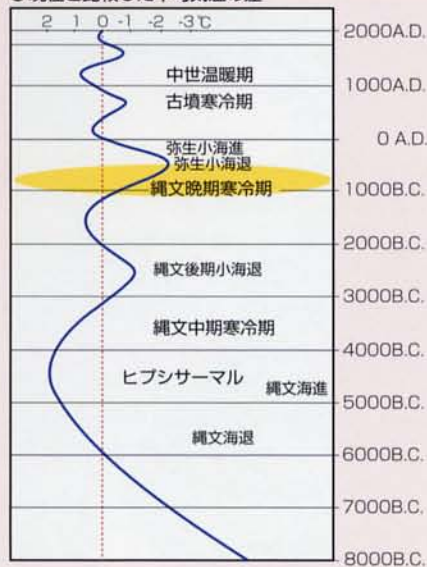 2 1 0 -1 -2 -3℃
2000A.D.
中世温暖期
1000A.D.
古墳寒冷期
0 A.D.
弥生小海進
弥生小海退
縄文晩期寒冷期
1000B.C.
2000B.C.
縄文後期小海退
3000B.C.
縄文中期寒冷期
4000B.C.
ヒプシサーマル
縄文海進
5000B.C.
縄文海退
6000B.C.
7000B.C.
8000B.C.